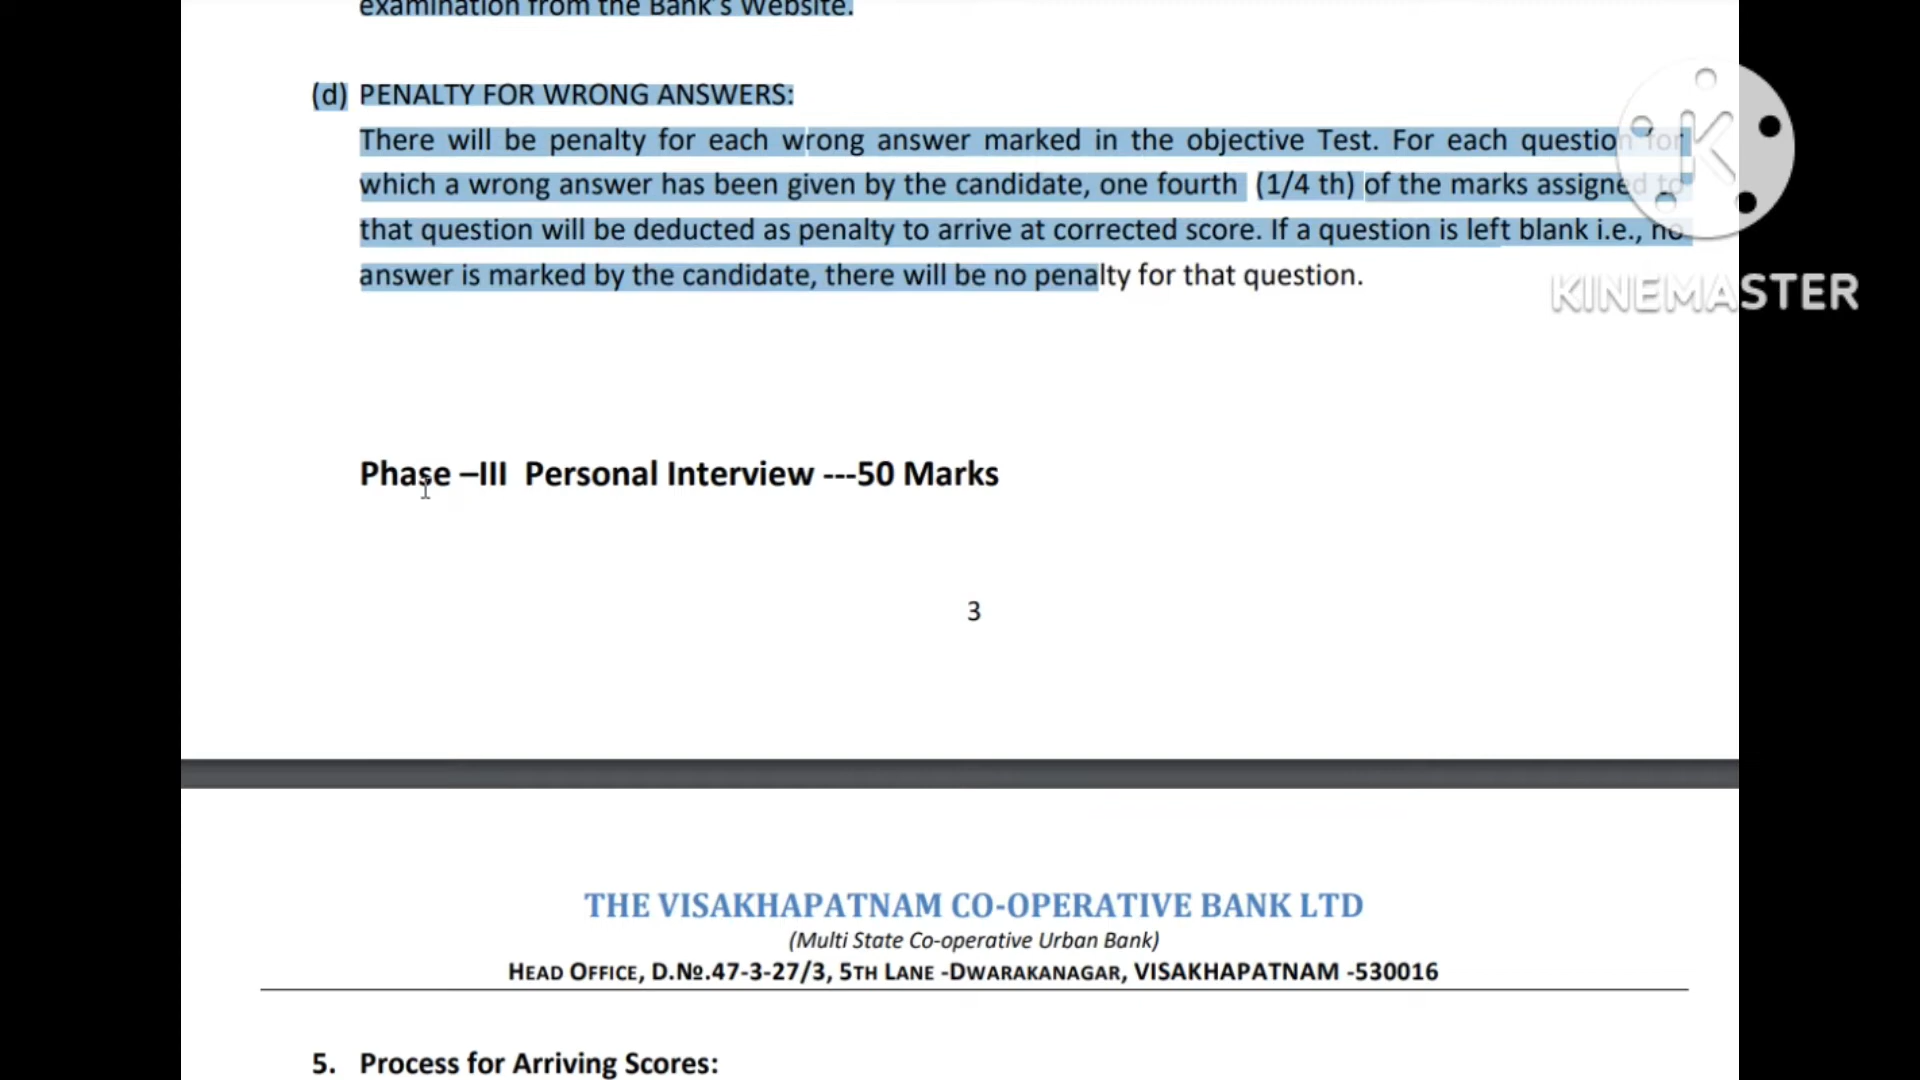 examination from the Bank's Website.
(d) PENALTY FOR WRONG ANSWERS:
There will be penalty for each wrong answer marked in the objective Test. For each question for
which a wrong answer has been given by the candidate, one fourth (1/4 th) of the marks assigned to
that question will be deducted as penalty to arrive at corrected score. If a question is left blank i.e., no
answer is marked by the candidate, there will be no penalty for that question.
KINEMASTER
Phase –III Personal Interview ---50 Marks
3
THE VISAKHAPATNAM CO-OPERATIVE BANK LTD
(Multi State Co-operative Urban Bank)
HEAD OFFICE, D.№.47-3-27/3, 5TH LANE -DWARAKANAGAR, VISAKHAPATNAM -530016
5. Process for Arriving Scores: